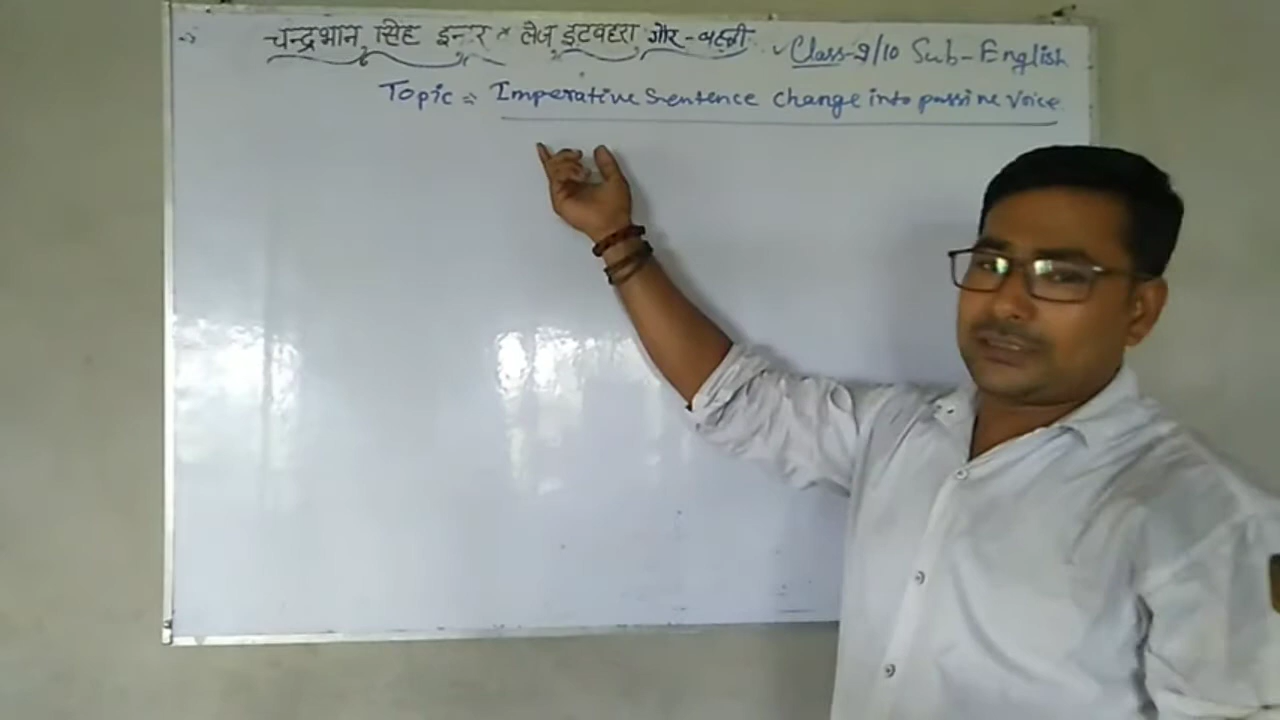 चन्द्रभान सिंह इन्टर कॉलेज इटवहरा गौर - बस्ती Class-9/10 Sub-English
Topic :- Imperative Sentence change into passive voice